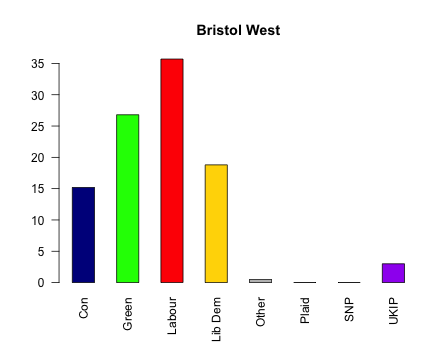 Bristol West
35
30
25
20
15
10
5
0
Con
Green
Labour
Lib Dem
Other
Plaid
SNP
UKIP